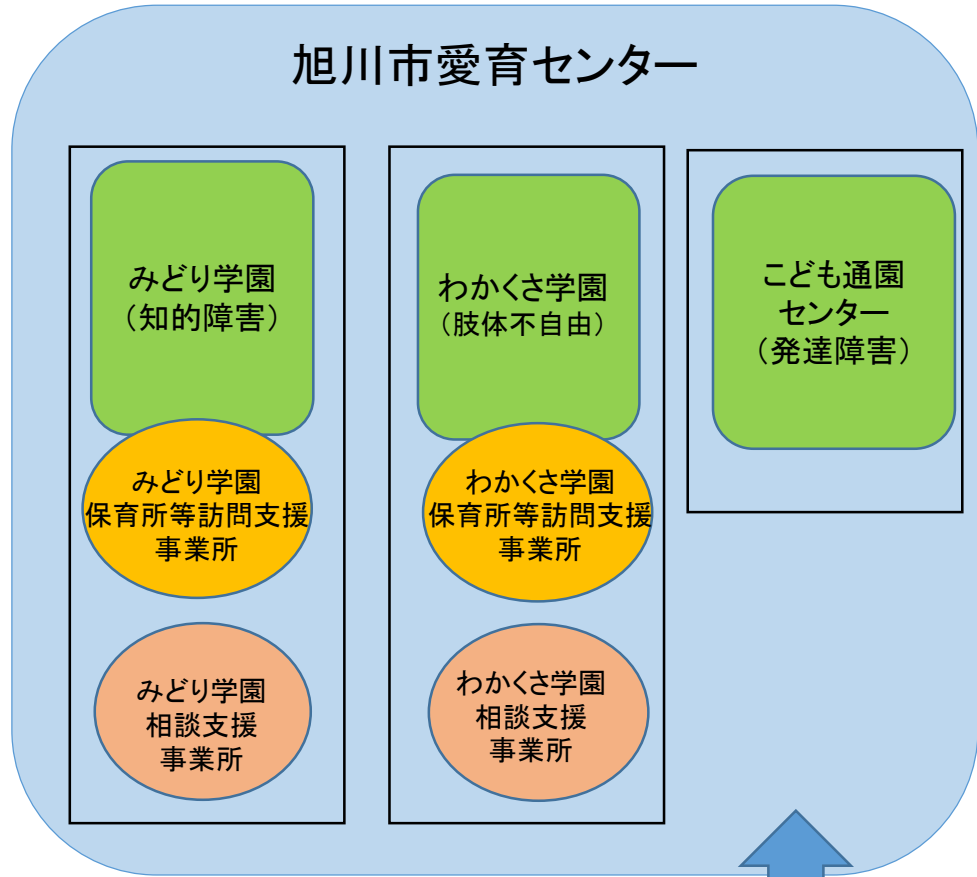 旭川市愛育センター
みどり学園
（知的障害）
みどり学園
保育所等訪問支援
事業所
みどり学園
相談支援
事業所
わかくさ学園
（肢体不自由）
わかくさ学園
保育所等訪問支援
事業所
わかくさ学園
相談支援
事業所
こども通園
センター
（発達障害）